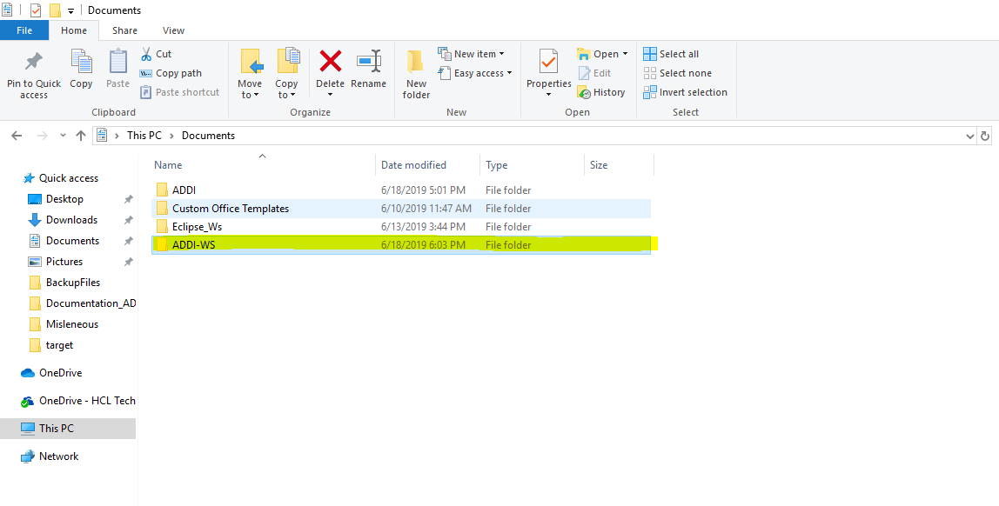 Documents
File Home Share View
Pin to Quick access
Copy
Paste
Cut
Copy path
Paste shortcut
Clipboard
Move to
Copy to
Delete
Rename
Organize
New folder
New item
Easy access
New
Properties
Open
Edit
History
Open
Select all
Select none
Invert selection
Select
This PC > Documents
Quick access
Desktop
Downloads
Documents
Pictures
BackupFiles
Documentation_AD
Misleneous
target
OneDrive
OneDrive - HCL Tech
This PC
Network
Name Date modified Type Size
ADDI 6/18/2019 5:01 PM File folder
Custom Office Templates 6/10/2019 11:47 AM File folder
Eclipse_Ws 6/13/2019 3:44 PM File folder
ADDI-WS 6/18/2019 6:03 PM File folder